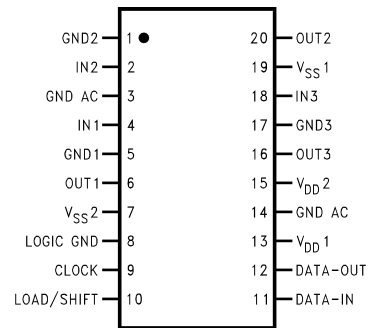 GND2 1 20 OUT2
IN2 2 19 VSS1
GND AC 3 18 IN3
IN1 4 17 GND3
GND1 5 16 OUT3
OUT1 6 15 VDD2
VSS2 7 14 GND AC
LOGIC GND 8 13 VDD1
CLOCK 9 12 DATA-OUT
LOAD/SHIFT 10 11 DATA-IN